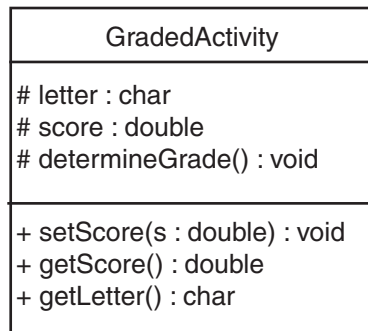 GradedActivity
# letter : char
# score : double
# determineGrade() : void
+ setScore(s : double) : void
+ getScore() : double
+ getLetter() : char